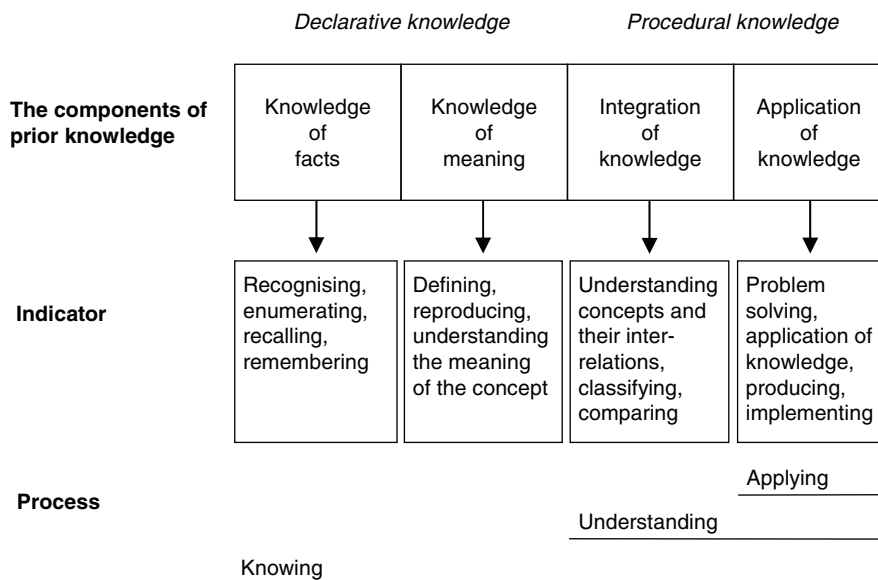 Declarative knowledge
Procedural knowledge
The components of
prior knowledge
Knowledge
of
facts
Knowledge
of
meaning
Integration
of
knowledge
Application
of
knowledge
Indicator
Recognising,
enumerating,
recalling,
remembering
Defining,
reproducing,
understanding
the meaning
of the concept
Understanding
concepts and
their inter-
relations,
classifying,
comparing
Problem
solving,
application of
knowledge,
producing,
implementing
Process
Applying
Understanding
Knowing